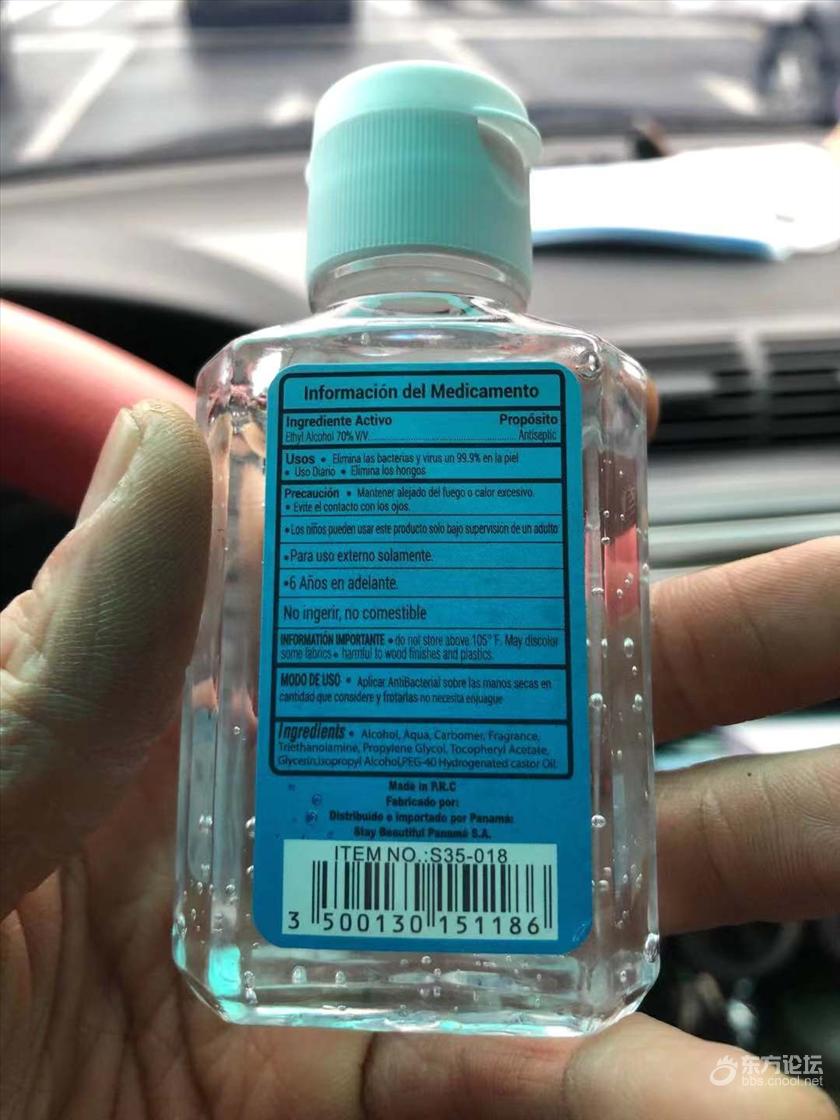 Información del Medicamento
Ingrediente Activo Propósito
Ethyl Alcohol 70% V/V........................................ Antiseptic
Usos • Elimina las bacterias y virus un 99.9% en la piel
• Uso Diario • Elimina los hongos
Precaución • Mantener alejado del fuego o calor excesivo.
• Evite el contacto con los ojos.
•Los niños pueden usar este producto solo bajo supervision de un adulto
•Para uso externo solamente.
•6 Años en adelante.
No ingerir, no comestible
INFORMACIÓN IMPORTANTE •do not store above 105° F. May discolor
some fabrics • harmful to wood finishes and plastics.
MODO DE USO • Aplicar AntiBacterial sobre las manos secas en
cantidad que considere y frotarlas no necesita enjuague
Ingredients • Alcohol, Aqua, Carbomer, Fragrance,
Triethanolamine, Propylene Glycol, Tocopheryl Acetate,
Glycerin,Isopropyl Alcohol,PEG-40 Hydrogenated castor Oil.
Made in P.R.C
Fabricado por:
Distribuido e importado por Panamá:
Stay Beautiful Panamá S.A.
ITEM NO.:S35-018
3 500130 151186
东方论坛
bbs.cnool.net